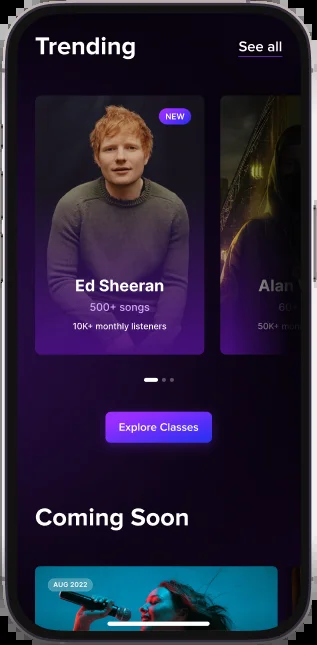 Trending
See all
NEW
Ed Sheeran
500+ songs
10K+ monthly listeners
Alan
50K+
Explore Classes
Coming Soon
AUG 2022